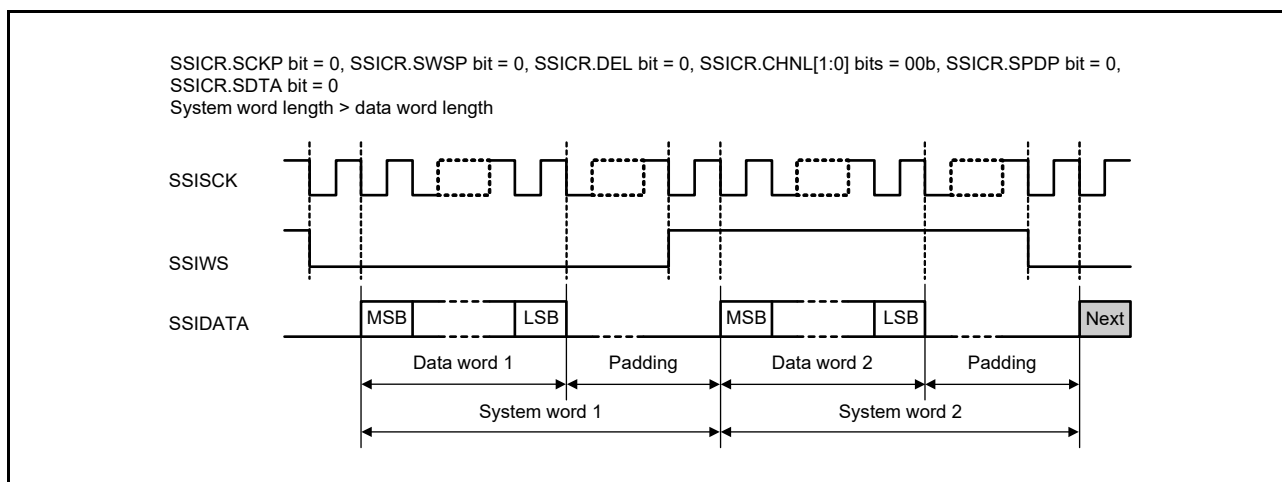 SSICR.SCKP bit = 0, SSICR.SWSP bit = 0, SSICR.DEL bit = 0, SSICR.CHNL[1:0] bits = 00b, SSICR.SPDP bit = 0,
SSICR.SDTA bit = 0
System word length > data word length
SSISCK
SSIWS
SSIDATA
MSB LSB MSB LSB Next
Data word 1 Padding Data word 2 Padding
System word 1 System word 2